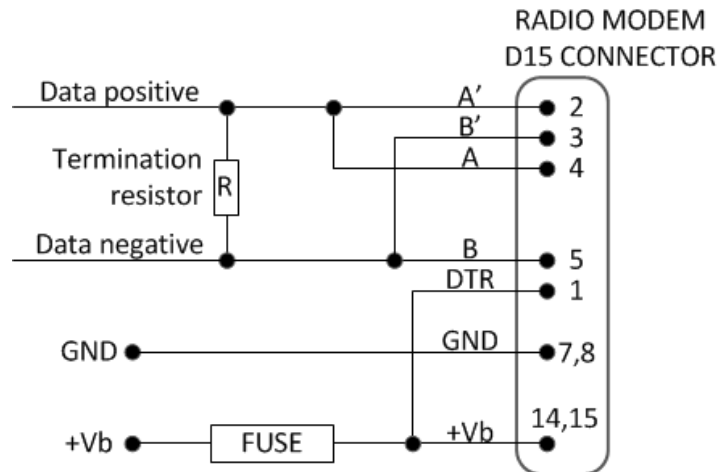 RADIO MODEM
D15 CONNECTOR
Data positive
A'
2
B'
3
Termination
resistor
R
A
4
Data negative
B
5
DTR
1
GND
GND
7,8
14,15
+Vb
FUSE
+Vb